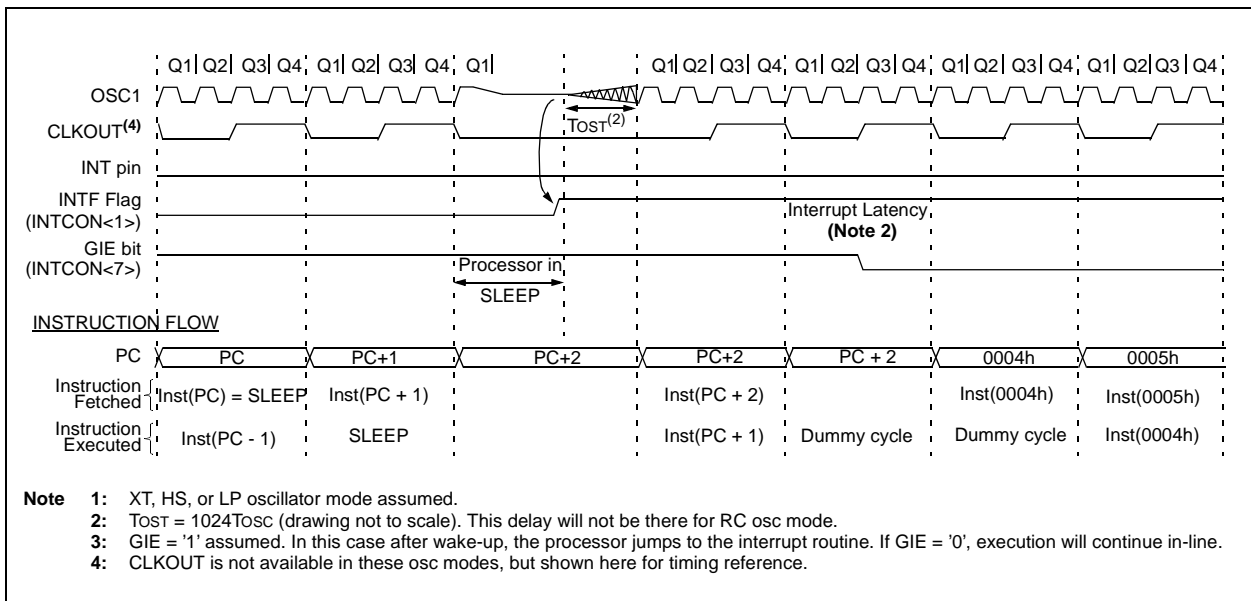 Q1 Q2 Q3 Q4 Q1 Q2 Q3 Q4 Q1 Q1 Q2 Q3 Q4 Q1 Q2 Q3 Q4 Q1 Q2 Q3 Q4 Q1 Q2 Q3 Q4
OSC1
TOST(2)
CLKOUT(4)
INT pin
INTF Flag
(INTCON<1>)
Interrupt Latency
(Note 2)
GIE bit
(INTCON<7>)
Processor in
SLEEP
INSTRUCTION FLOW
PC PC PC+1 PC+2 PC+2 PC + 2 0004h 0005h
Instruction
Fetched
Inst(PC) = SLEEP Inst(PC + 1) Inst(PC + 2) Inst(0004h) Inst(0005h)
Instruction
Executed
Inst(PC - 1) SLEEP Inst(PC + 1) Dummy cycle Dummy cycle Inst(0004h)
Note 1: XT, HS, or LP oscillator mode assumed.
2: TOST = 1024TOSC (drawing not to scale). This delay will not be there for RC osc mode.
3: GIE = '1' assumed. In this case after wake-up, the processor jumps to the interrupt routine. If GIE = '0', execution will continue in-line.
4: CLKOUT is not available in these osc modes, but shown here for timing reference.